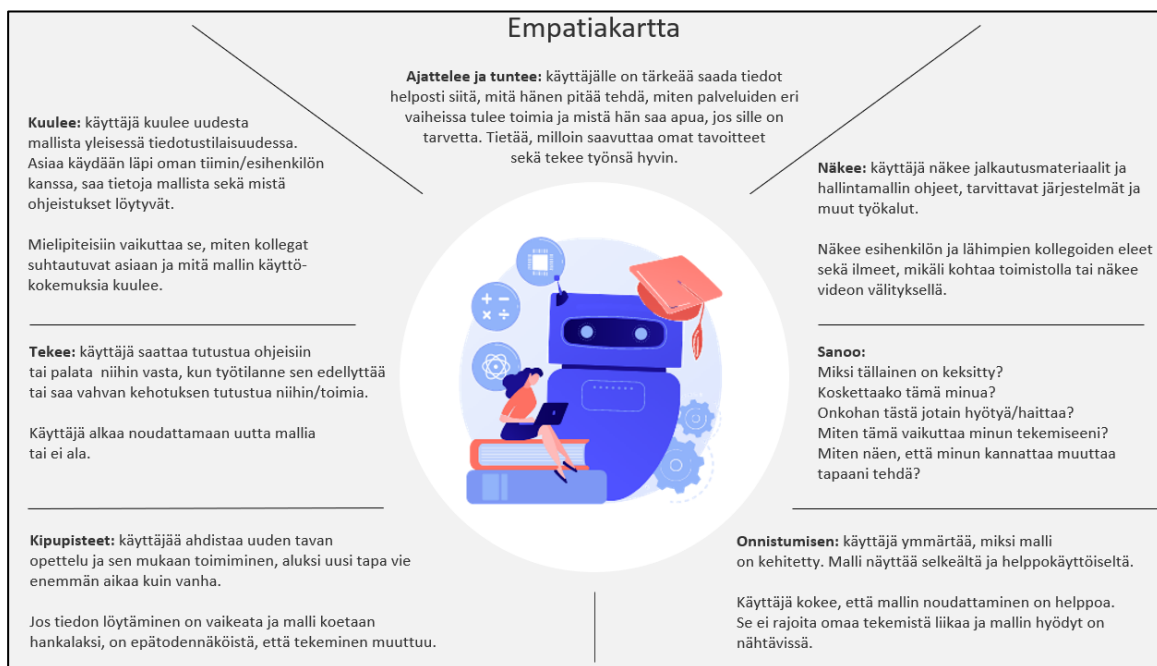 Empatiakartta
Ajattelee ja tuntee: käyttäjälle on tärkeää saada tiedot
helposti siitä, mitä hänen pitää tehdä, miten palveluiden eri
vaiheissa tulee toimia ja mistä hän saa apua, jos sille on
tarvetta. Tietää, milloin saavuttaa omat tavoitteet
sekä tekee työnsä hyvin.
Kuulee: käyttäjä kuulee uudesta
mallista yleisessä tiedotustilaisuudessa.
Asiaa käydään läpi oman tiimin/esihenkilön
kanssa, saa tietoja mallista sekä mistä
ohjeistukset löytyvät.
Mielipiteisiin vaikuttaa se, miten kollegat
suhtautuvat asiaan ja mitä mallin käyttö-
kokemuksia kuulee.
Näkee: käyttäjä näkee jalkautusmateriaalit ja
hallintamallin ohjeet, tarvittavat järjestelmät ja
muut työkalut.
Näkee esihenkilön ja lähimpien kollegoiden eleet
sekä ilmeet, mikäli kohtaa toimistolla tai näkee
videon välityksellä.
Tekee: käyttäjä saattaa tutustua ohjeisiin
tai palata niihin vasta, kun työtilanne sen edellyttää
tai saa vahvan kehotuksen tutustua niihin/toimia.
Käyttäjä alkaa noudattamaan uutta mallia
tai ei ala.
Sanoo:
Miksi tällainen on keksitty?
Koskettaako tämä minua?
Onkohan tästä jotain hyötyä/haittaa?
Miten tämä vaikuttaa minun tekemiseeni?
Miten näen, että minun kannattaa muuttaa
tapaani tehdä?
Kipupisteet: käyttäjää ahdistaa uuden tavan
opettelu ja sen mukaan toimiminen, aluksi uusi tapa vie
enemmän aikaa kuin vanha.
Jos tiedon löytäminen on vaikeata ja malli koetaan
hankalaksi, on epätodennäköistä, että tekeminen muuttuu.
Onnistumisen: käyttäjä ymmärtää, miksi malli
on kehitetty. Malli näyttää selkeältä ja helppokäyttöiseltä.
Käyttäjä kokee, että mallin noudattaminen on helppoa.
Se ei rajoita omaa tekemistä liikaa ja mallin hyödyt on
nähtävissä.